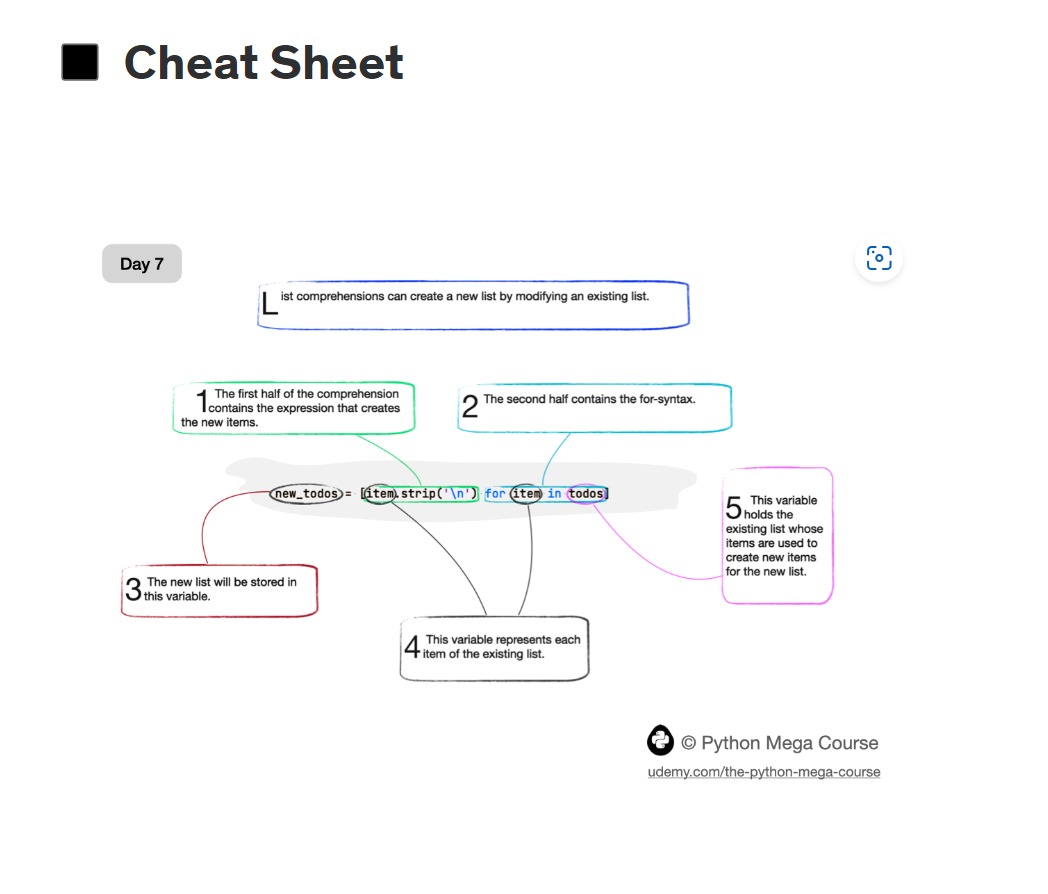 Cheat Sheet
Day 7
List comprehensions can create a new list by modifying an existing list.
1 The first half of the comprehension
contains the expression that creates
the new items.
2 The second half contains the for-syntax.
new_todos = [item.strip('\n') for item in todos]
5 This variable
holds the
existing list whose
items are used to
create new items
for the new list.
3 The new list will be stored in
this variable.
4 This variable represents each
item of the existing list.
© Python Mega Course
udemy.com/the-python-mega-course